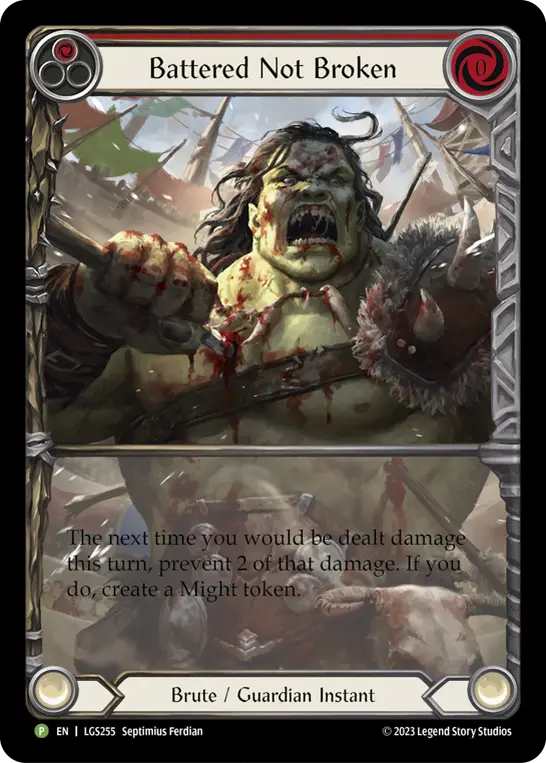 Battered Not Broken
0
The next time you would be dealt damage
this turn, prevent 2 of that damage. If you
do, create a Might token.
Brute / Guardian Instant
P EN | LGS255 Septimius Ferdian
© 2023 Legend Story Studios